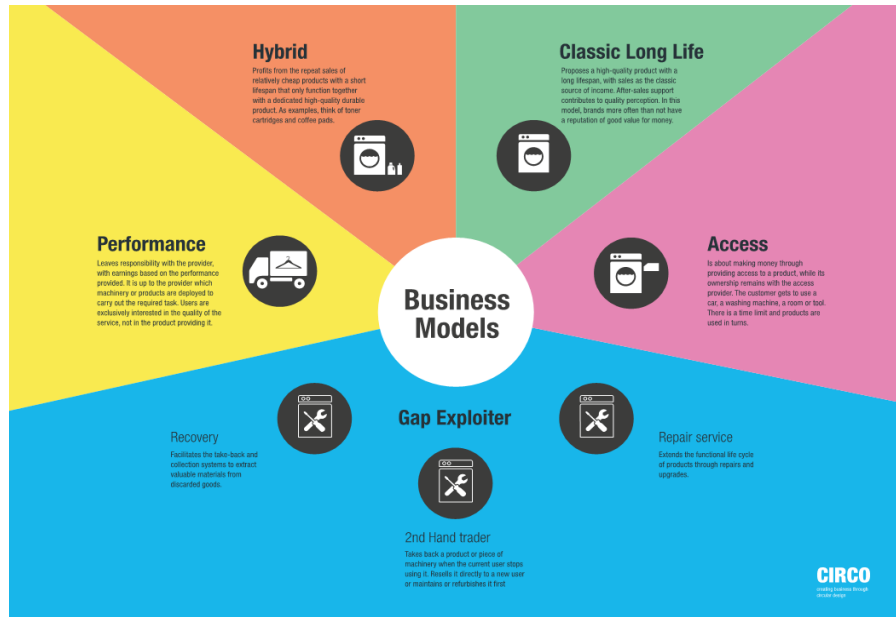 Hybrid
Profits from the repeat sales of
relatively cheap products with a short
lifespan that only function together
with a dedicated high-quality durable
product. As examples, think of toner
cartridges and coffee pads.
Classic Long Life
Proposes a high-quality product with a
long lifespan, with sales as the classic
source of income. After-sales support
contributes to quality perception. In this
model, brands more often than not have
a reputation of good value for money.
Performance
Leaves responsibility with the provider,
with earnings based on the performance
provided. It is up to the provider which
machinery or products are deployed to
carry out the required task. Users are
exclusively interested in the quality of the
service, not in the product providing it.
Access
Is about making money through
providing access to a product, while its
ownership remains with the access
provider. The customer gets to use a
car, a washing machine, a room or tool.
There is a time limit and products are
used in turns.
Business
Models
Gap Exploiter
Recovery
Facilitates the take-back and
collection systems to extract
valuable materials from
discarded goods.
Repair service
Extends the functional life cycle
of products through repairs and
upgrades.
2nd Hand trader
Takes back a product or piece of
machinery when the current user stops
using it. Resells it directly to a new user
or maintains or refurbishes it first
CIRCO
creating business through
circular design